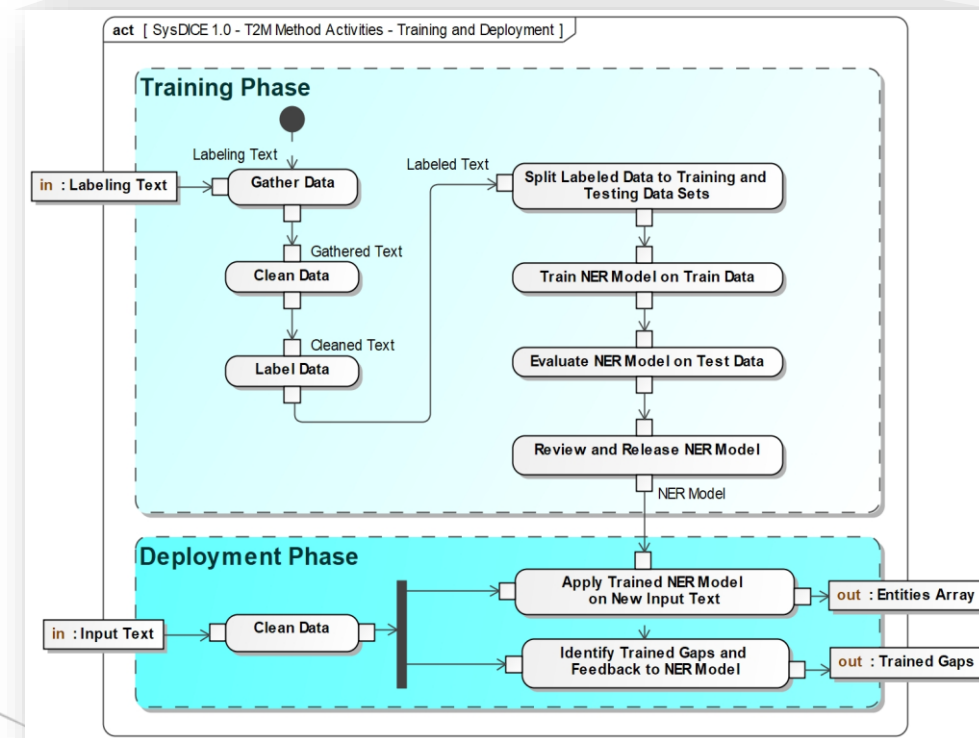 act [ SysDICE 1.0 - T2M Method Activities - Training and Deployment ]
Training Phase
Labeling Text
in : Labeling Text
Gather Data
Gathered Text
Clean Data
Cleaned Text
Label Data
Labeled Text
Split Labeled Data to Training and
Testing Data Sets
Train NER Model on Train Data
Evaluate NER Model on Test Data
Review and Release NER Model
NER Model
Deployment Phase
in : Input Text
Clean Data
Apply Trained NER Model
on New Input Text
out : Entities Array
Identify Trained Gaps and
Feedback to NER Model
out : Trained Gaps